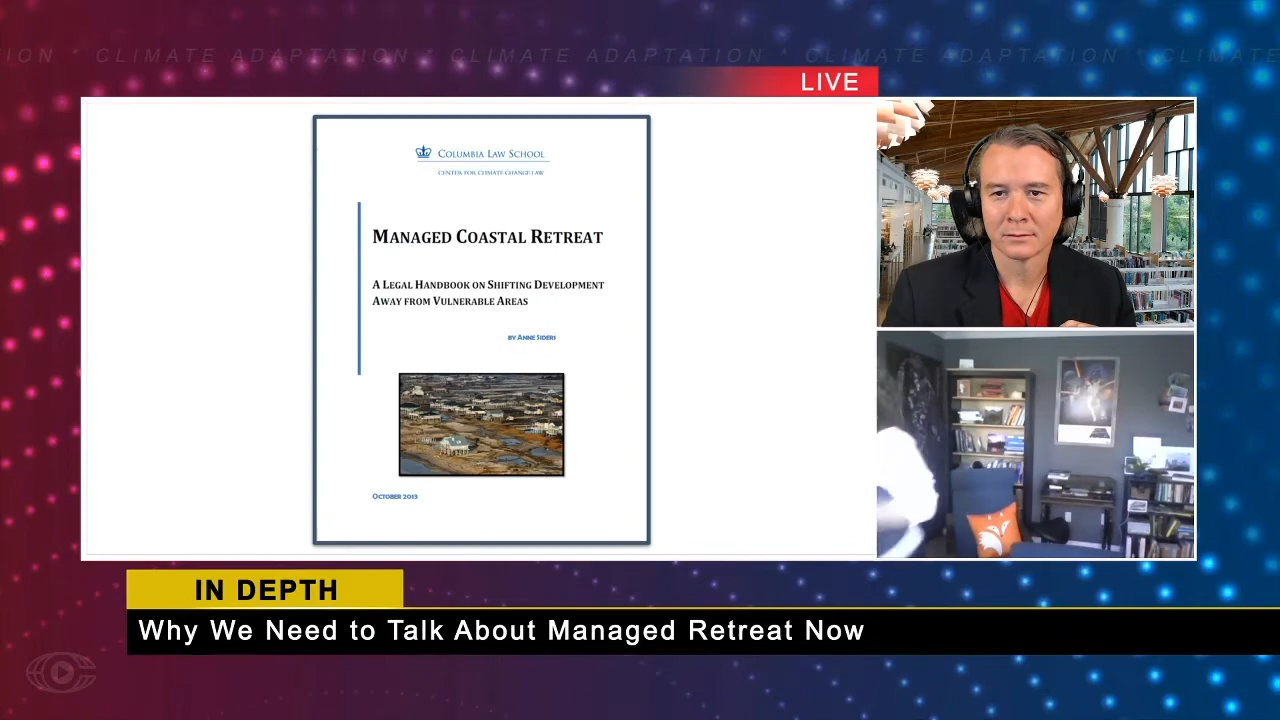 ION * CLIMATE ADAPTATION * CLIMATE ADAPTATION * CLIMATE ADAPTATION * CLIMATE
LIVE
COLUMBIA LAW SCHOOL
CENTER FOR CLIMATE CHANGE LAW
MANAGED COASTAL RETREAT
A LEGAL HANDBOOK ON SHIFTING DEVELOPMENT
AWAY FROM VULNERABLE AREAS
BY ANNE SIDERS
OCTOBER 2013
IN DEPTH
Why We Need to Talk About Managed Retreat Now